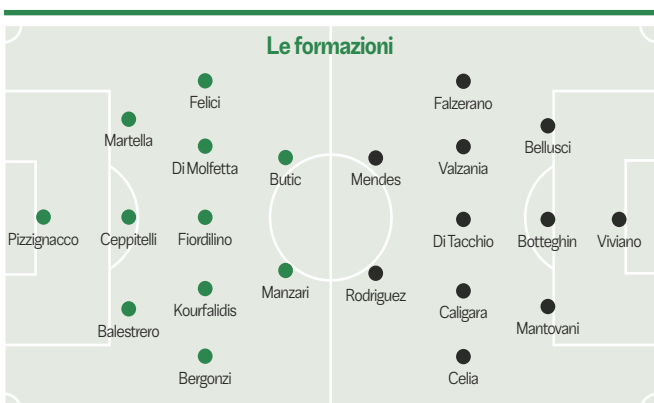 Le formazioni
Felici
Falzerano
Martella
Bellusci
Di Molfetta
Valzania
Butic
Mendes
Pizzignacco
Ceppitelli
Fiordilino
Di Tacchio
Botteghin
Viviano
Manzari
Rodriguez
Kourfalidis
Caligara
Balestrero
Mantovani
Bergonzi
Celia